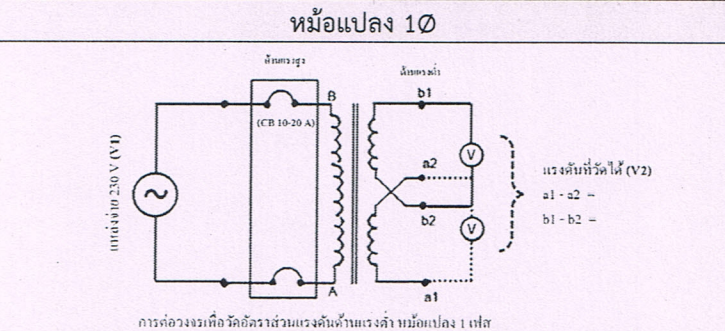 หม้อแปลง 1Ø
ด้านแรงสูง
ด้านแรงต่ำ
b1
B
(CB 10-20 A)
V
a2
แรงดันที่วัดได้ (V2)
แหล่งจ่าย 230 V (V1)
a1 - a2 =
b2
b1 - b2 =
V
A
a1
การต่อวงจรเพื่อวัดอัตราส่วนแรงดันด้านแรงต่ำ หม้อแปลง 1 เฟส